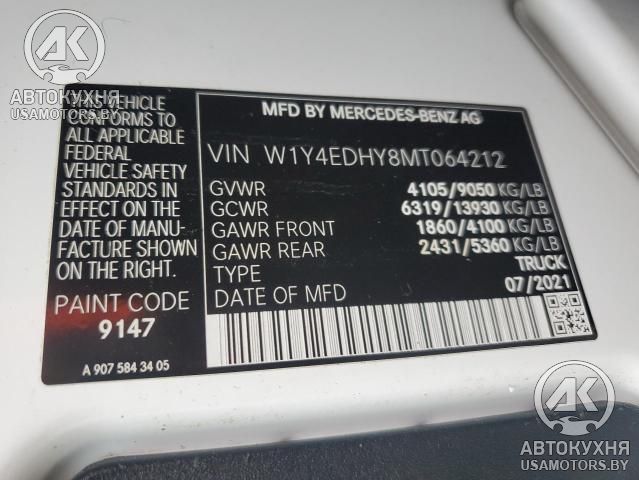 АК
АВТОКУХНЯ
USAMOTORS.BY
THIS VEHICLE
CONFORMS TO
ALL APPLICABLE
VEHICLE SAFETY
STANDARDS IN
EFFECT ON THE
DATE OF MANU-
FACTURE SHOWN
ON THE RIGHT.
PAINT CODE
9147
A 907 584 34 05
MFD BY MERCEDES-BENZ AG
VIN W1Y4EDHY8MT064212
GVWR 4105/9050 KG/LB
GCWR 6319/13930 KG/LB
GAWR FRONT 1860/4100 KG/LB
GAWR REAR 2431/5360 KG/LB
TYPE TRUCK
DATE OF MFD 07/2021
АК
АВТОКУХНЯ
USAMOTORS.BY